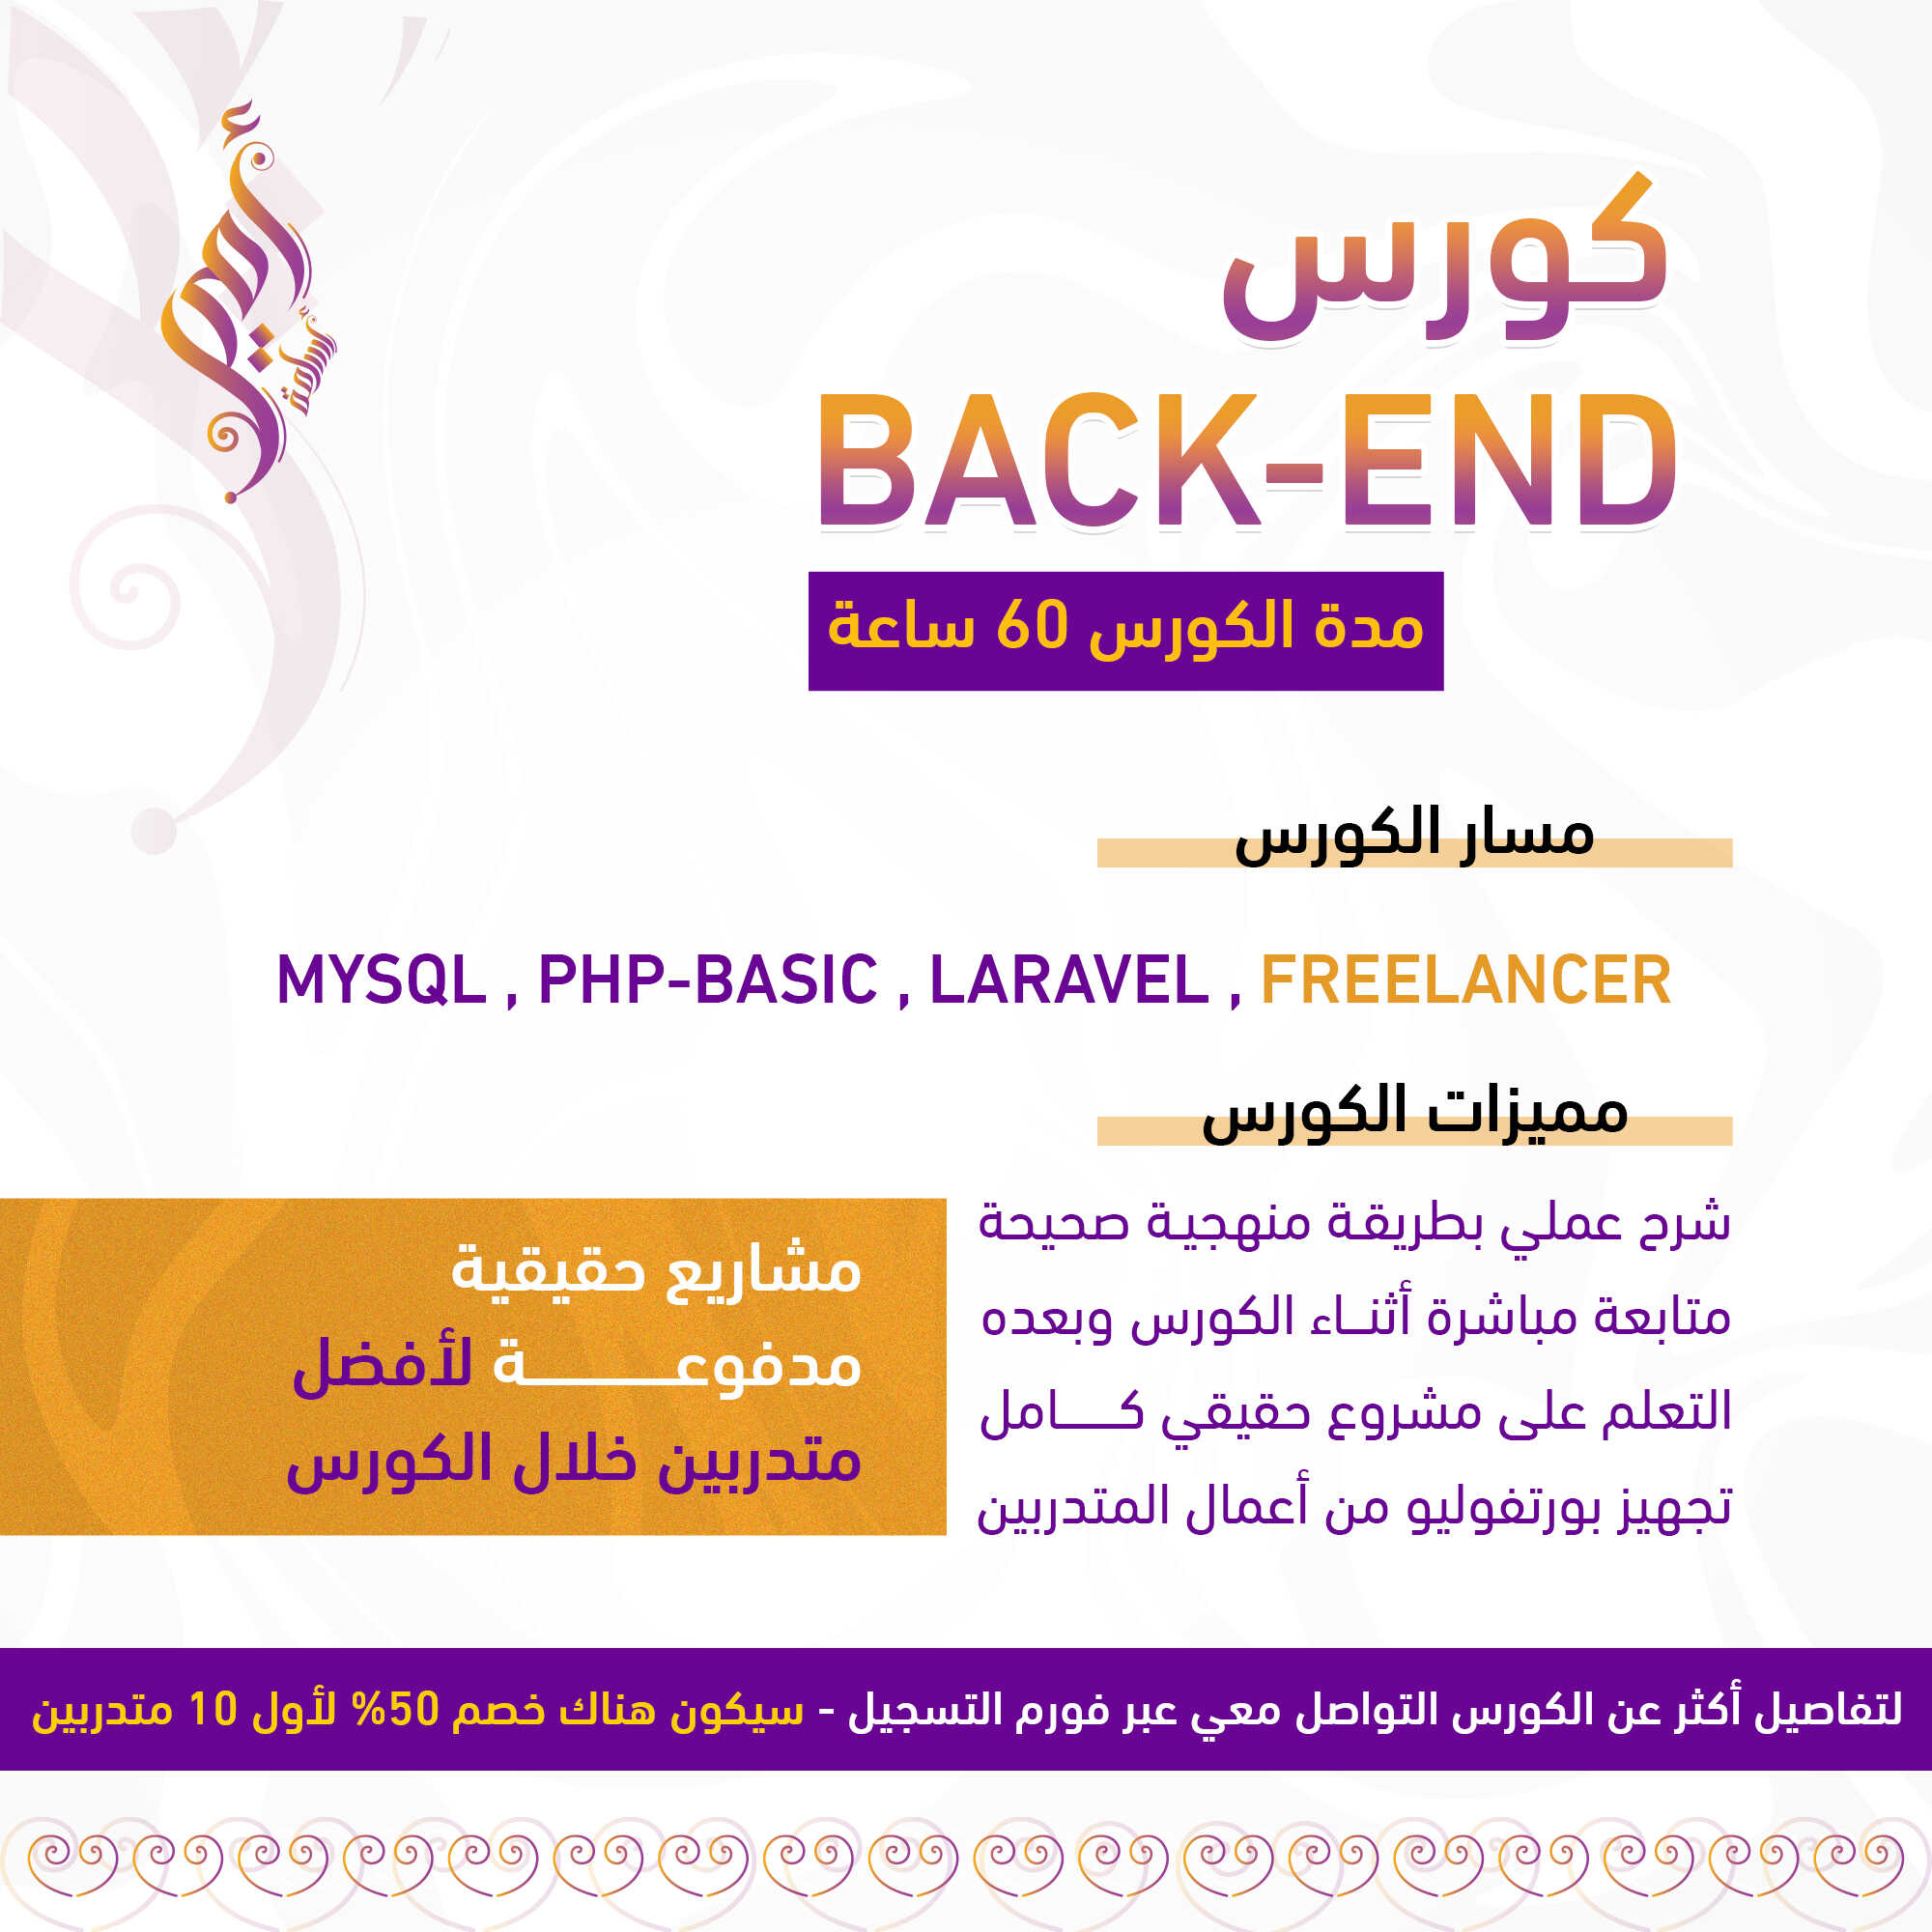 كورس
BACK-END
مدة الكورس 60 ساعة
مسار الكورس
MYSQL , PHP-BASIC , LARAVEL , FREELANCER
مميزات الكورس
شرح عملي بطريقة منهجية صحيحة
متابعة مباشرة أثنـاء الكورس وبعده
التعلم على مشروع حقيقي كــــامل
تجهيز بورتفوليو من أعمال المتدربين
مشاريع حقيقية
مدفوعــــــــــة لأفضل
متدربين خلال الكورس
لتفاصيل أكثر عن الكورس التواصل معي عبر فورم التسجيل - سيكون هناك خصم 50% لأول 10 متدربين